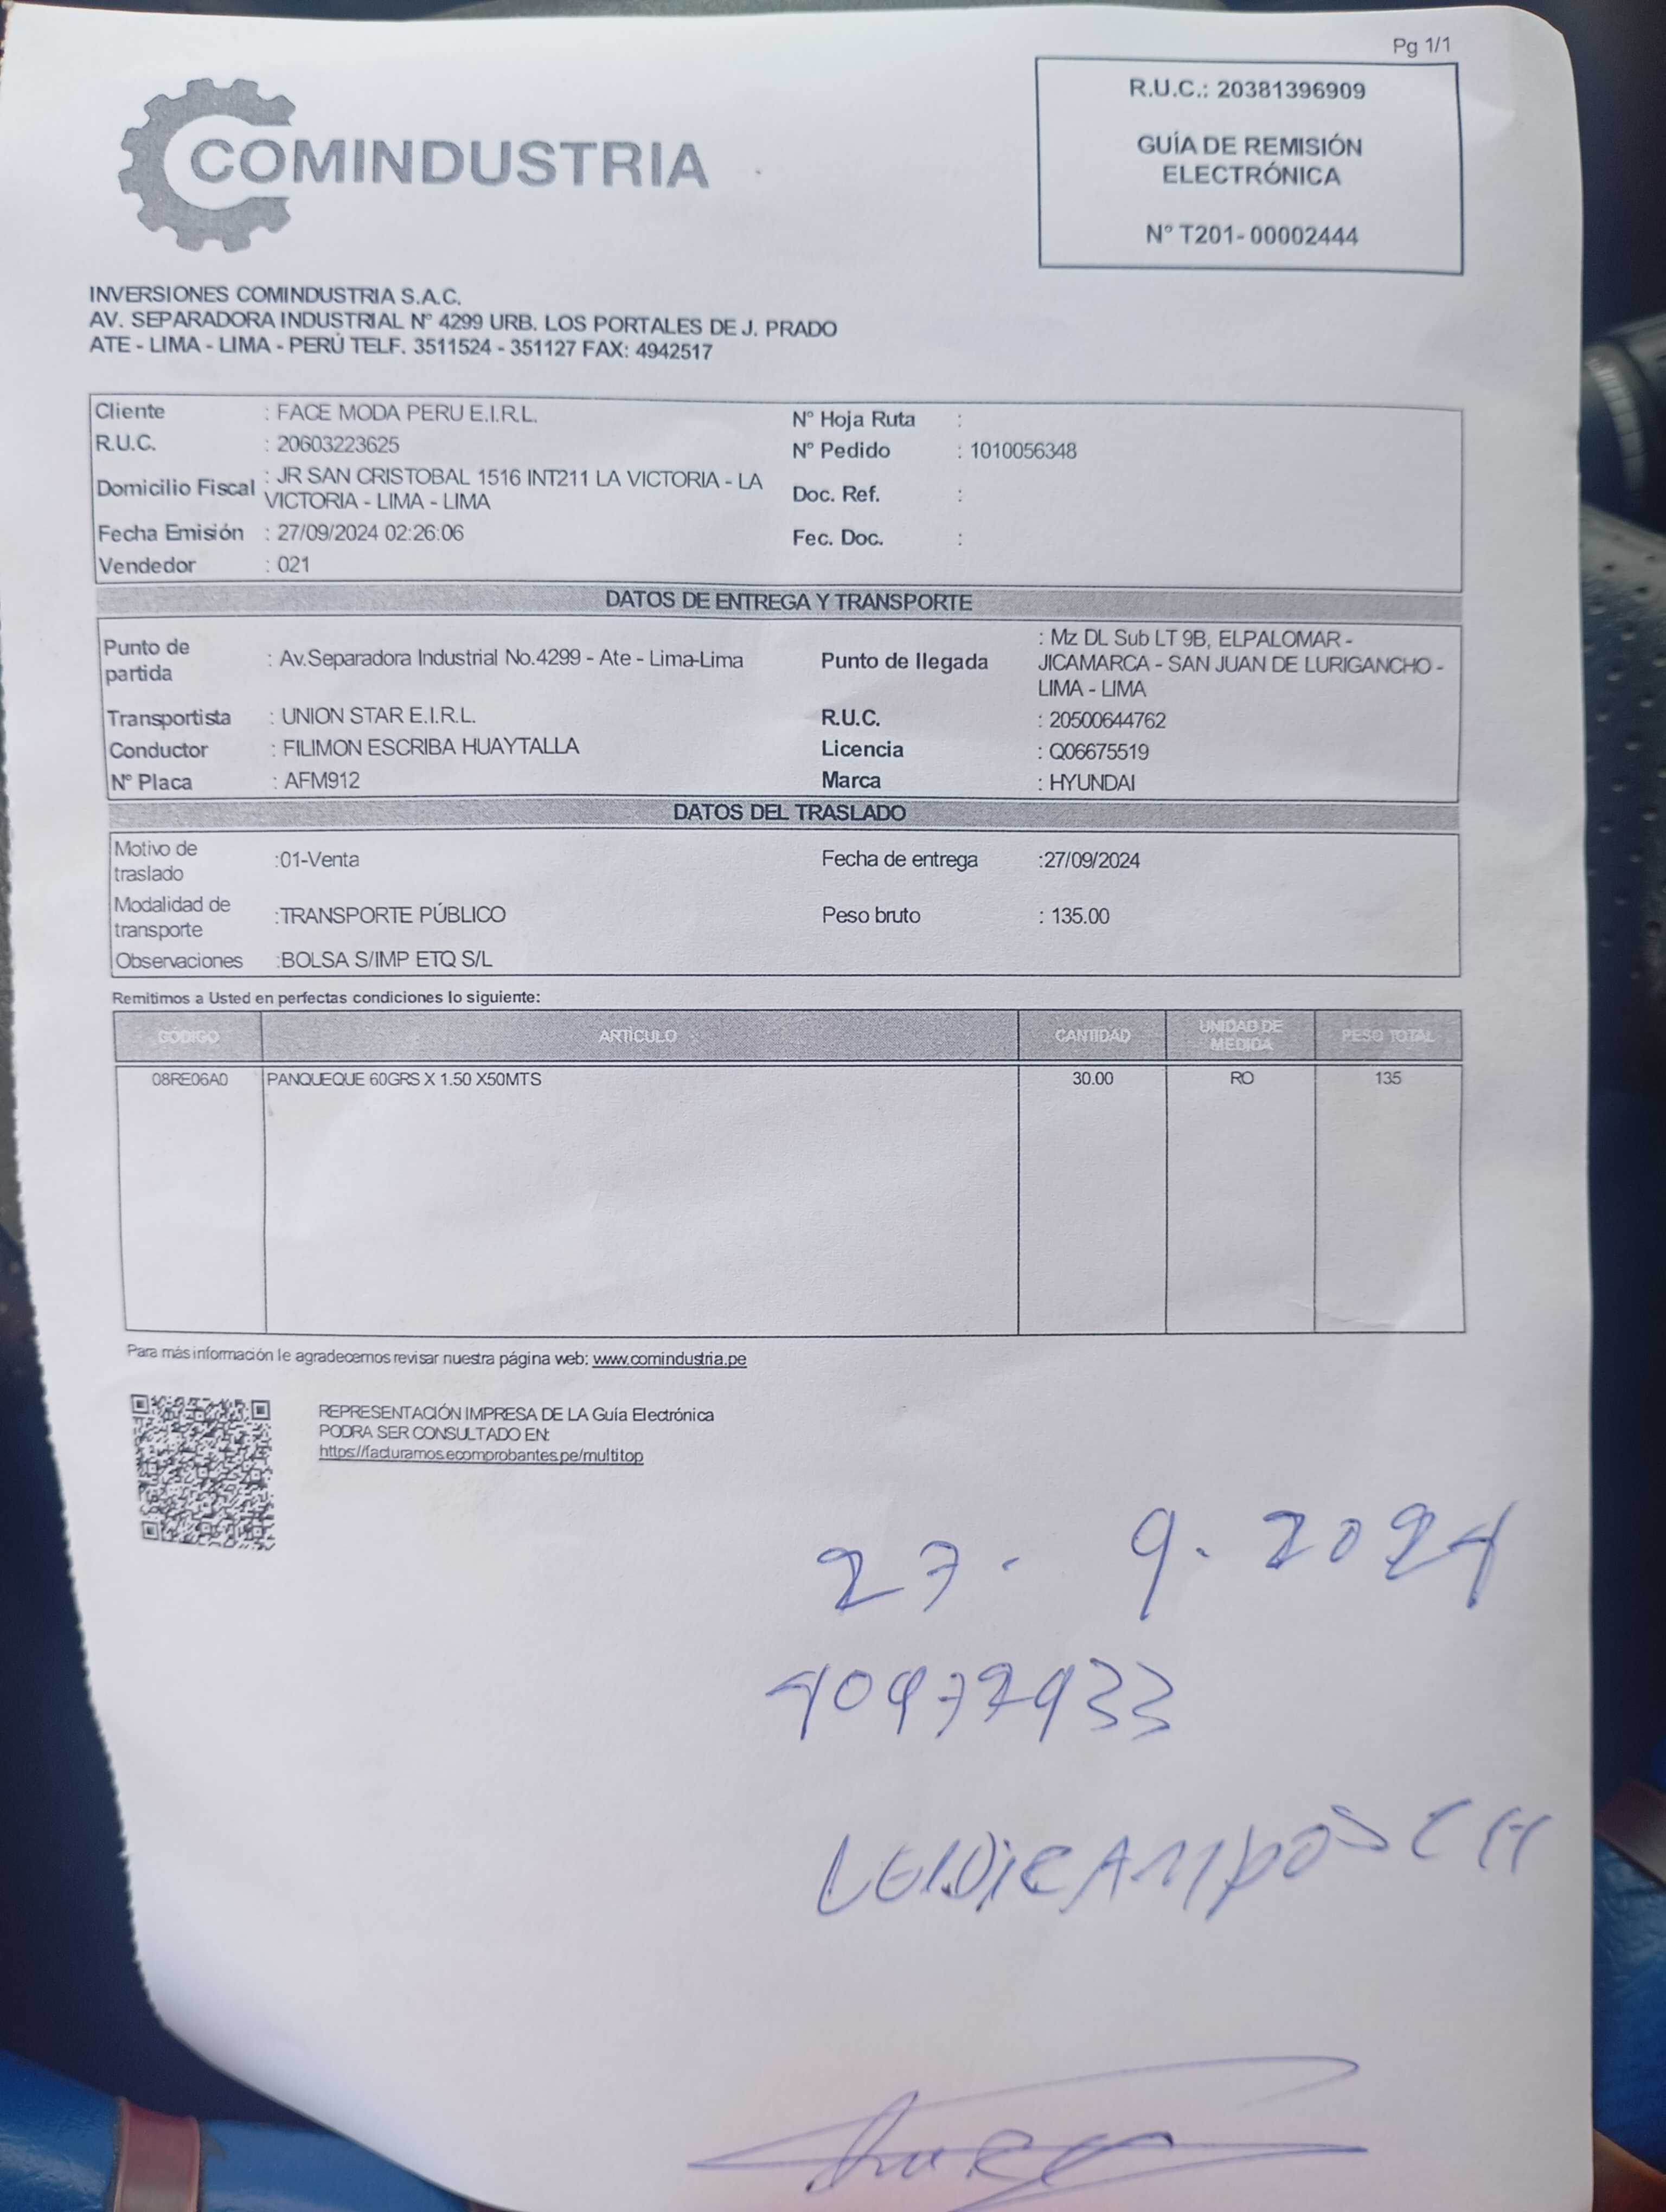 Pg 1/1
COMINDUSTRIA
R.U.C.: 20381396909
GUÍA DE REMISIÓN
ELECTRÓNICA
N° T201- 00002444
INVERSIONES COMINDUSTRIA S.A.C.
AV. SEPARADORA INDUSTRIAL N° 4299 URB. LOS PORTALES DE J. PRADO
ATE - LIMA - LIMA - PERÚ TELF. 3511524 - 351127 FAX: 4942517
Cliente : FACE MODA PERU E.I.R.L. N° Hoja Ruta :
R.U.C. : 20603223625 N° Pedido : 1010056348
Domicilio Fiscal : JR SAN CRISTOBAL 1516 INT211 LA VICTORIA - LA
VICTORIA - LIMA - LIMA Doc. Ref. :
Fecha Emisión : 27/09/2024 02:26:06 Fec. Doc. :
Vendedor : 021
DATOS DE ENTREGA Y TRANSPORTE
Punto de
partida : Av.Separadora Industrial No.4299 - Ate - Lima-Lima Punto de llegada : Mz DL Sub LT 9B, ELPALOMAR -
JICAMARCA - SAN JUAN DE LURIGANCHO -
LIMA - LIMA
Transportista : UNION STAR E.I.R.L. R.U.C. : 20500644762
Conductor : FILIMON ESCRIBA HUAYTALLA Licencia : Q06675519
N° Placa : AFM912 Marca : HYUNDAI
DATOS DEL TRASLADO
Motivo de
traslado :01-Venta Fecha de entrega :27/09/2024
Modalidad de
transporte :TRANSPORTE PÚBLICO Peso bruto : 135.00
Observaciones :BOLSA S/IMP ETQ S/L
Remitimos a Usted en perfectas condiciones lo siguiente:
CÓDIGO ARTÍCULO CANTIDAD UNIDAD DE MEDIDA PESO TOTAL
08RE06A0 PANQUEQUE 60GRS X 1.50 X50MTS 30.00 RO 135
Para más información le agradecemos revisar nuestra página web: www.comindustria.pe
REPRESENTACIÓN IMPRESA DE LA Guía Electrónica
PODRA SER CONSULTADO EN:
https://facturamos.ecomprobantes.pe/multitop
27 - 9. 2024